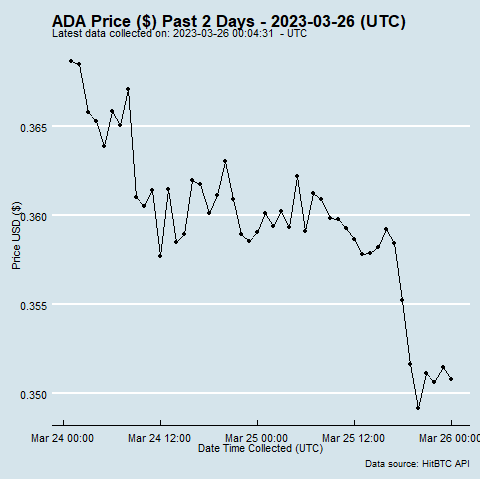 ADA Price ($) Past 2 Days - 2023-03-26 (UTC)
Latest data collected on: 2023-03-26 00:04:31  - UTC
Price USD ($)
0.365
0.360
0.355
0.350
Mar 24 00:00 Mar 24 12:00 Mar 25 00:00 Mar 25 12:00 Mar 26 00:00
Date Time Collected (UTC)
Data source: HitBTC API